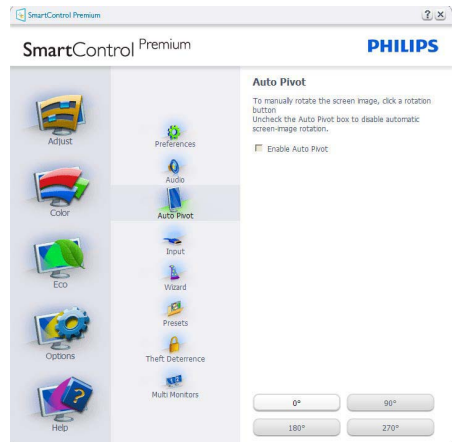 SmartControl Premium
SmartControl Premium
PHILIPS
Adjust
Color
Eco
Options
Help
Preferences
Audio
Auto Pivot
Input
Wizard
Presets
Theft Deterrence
Multi Monitors
Auto Pivot
To manually rotate the screen image, click a rotation
button
Uncheck the Auto Pivot box to disable automatic
screen-image rotation.
Enable Auto Pivot
0°
90°
180°
270°